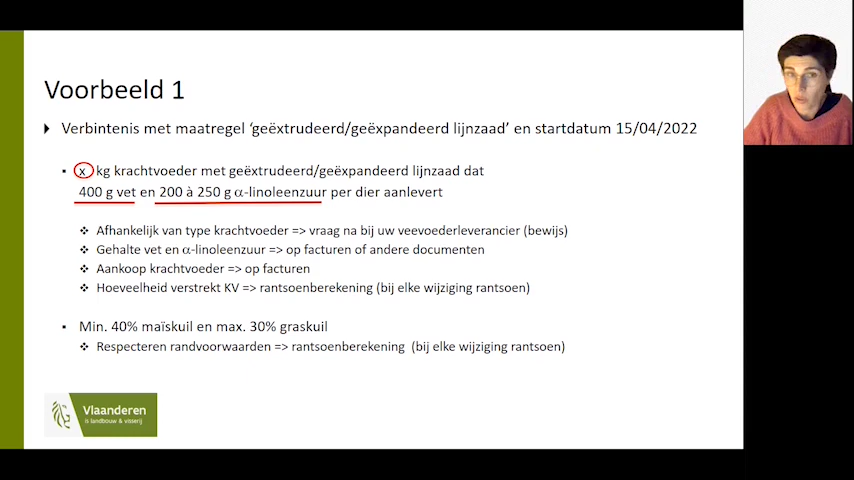 Voorbeeld 1
Verbintenis met maatregel ‘geëxtrudeerd/geëxpandeerd lijnzaad’ en startdatum 15/04/2022
x kg krachtvoeder met geëxtrudeerd/geëxpandeerd lijnzaad dat
400 g vet en 200 à 250 g α-linoleenzuur per dier aanlevert
Afhankelijk van type krachtvoeder => vraag na bij uw veevoederleverancier (bewijs)
Gehalte vet en α-linoleenzuur => op facturen of andere documenten
Aankoop krachtvoeder => op facturen
Hoeveelheid verstrekt KV => rantsoenberekening (bij elke wijziging rantsoen)
Min. 40% maïskuil en max. 30% graskuil
Respecteren randvoorwaarden => rantsoenberekening (bij elke wijziging rantsoen)
Vlaanderen
is landbouw & visserij